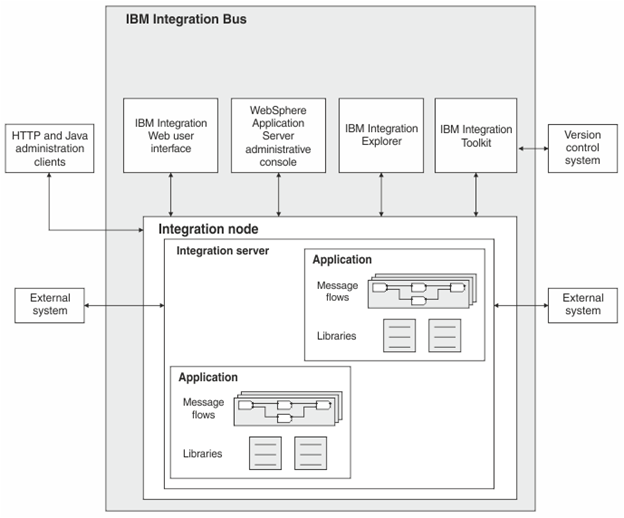 IBM Integration Bus
HTTP and Java
administration
clients
IBM Integration
Web user
interface
WebSphere
Application
Server
administrative
console
IBM Integration
Explorer
IBM Integration
Toolkit
Version
control
system
Integration node
Integration server
Application
Message
flows
Libraries
External
system
External
system
Application
Message
flows
Libraries